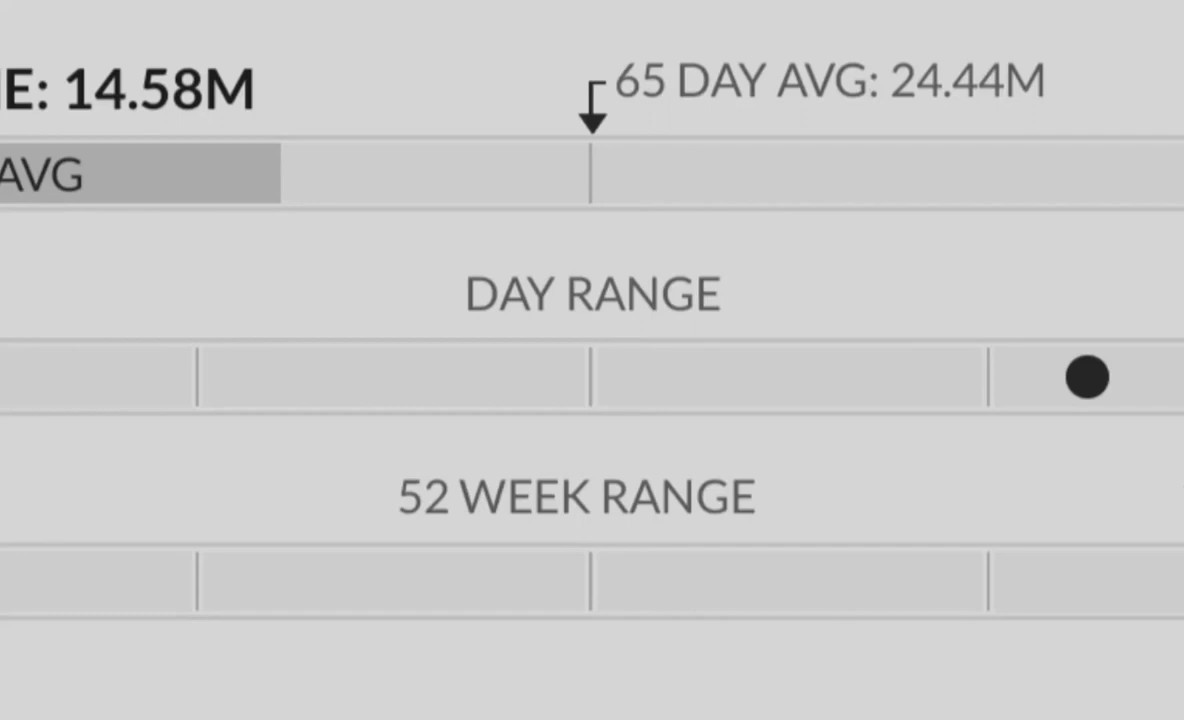 E: 14.58M
65 DAY AVG: 24.44M
AVG
DAY RANGE
52 WEEK RANGE